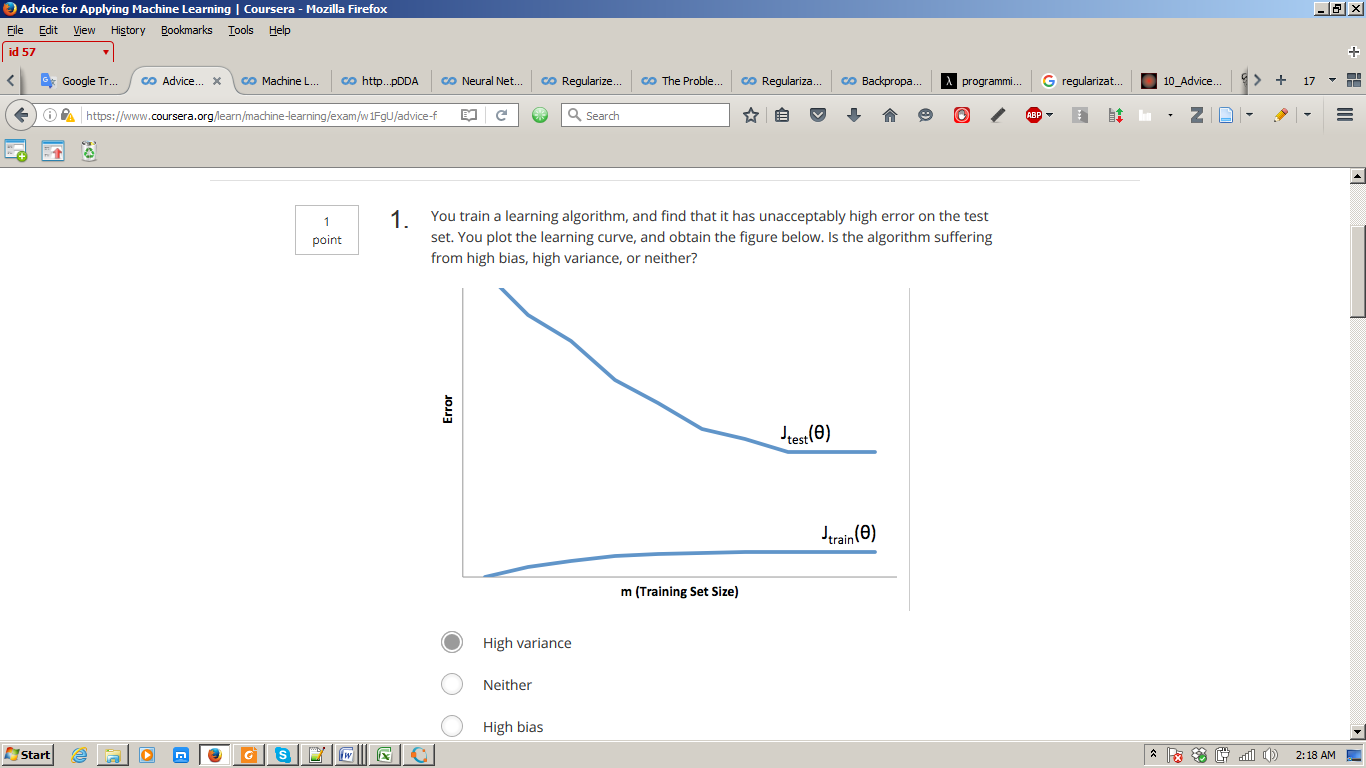 Advice for Applying Machine Learning | Coursera - Mozilla Firefox
File Edit View History Bookmarks Tools Help
id 57
Google Tr... Advice... Machine L... http...pDDA Neural Net... Regularize... The Proble... Regulariza... Backpropa... programmi... regularizat... 10_Advice... 17
https://www.coursera.org/learn/machine-learning/exam/w1FgU/advice-f Search ABP
1
point
1. You train a learning algorithm, and find that it has unacceptably high error on the test
set. You plot the learning curve, and obtain the figure below. Is the algorithm suffering
from high bias, high variance, or neither?
Error
Jtest(θ)
Jtrain(θ)
m (Training Set Size)
High variance
Neither
High bias
Start 2:18 AM